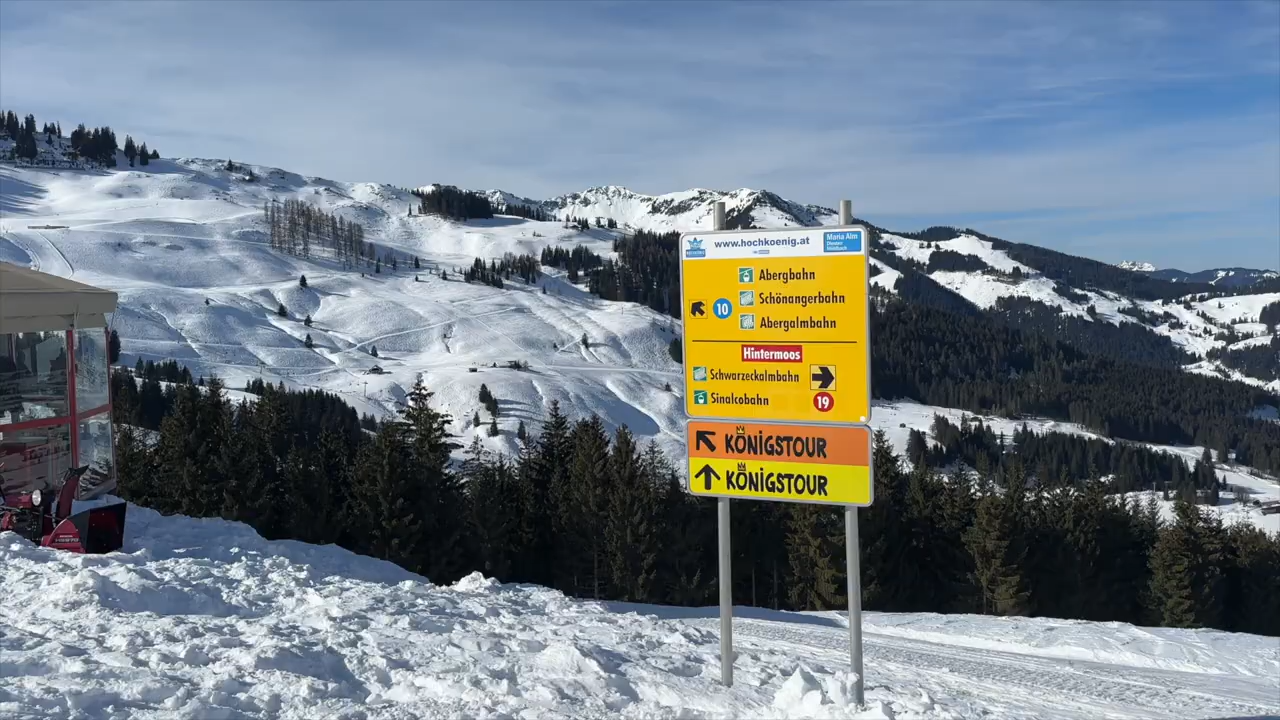 www.hochkoenig.at
Maria Alm
Abergbahn
10
Schönangerbahn
Abergalmbahn
Hintermoos
Schwarzeckalmbahn
Sinalcobahn
19
KÖNIGSTOUR
KÖNIGSTOUR